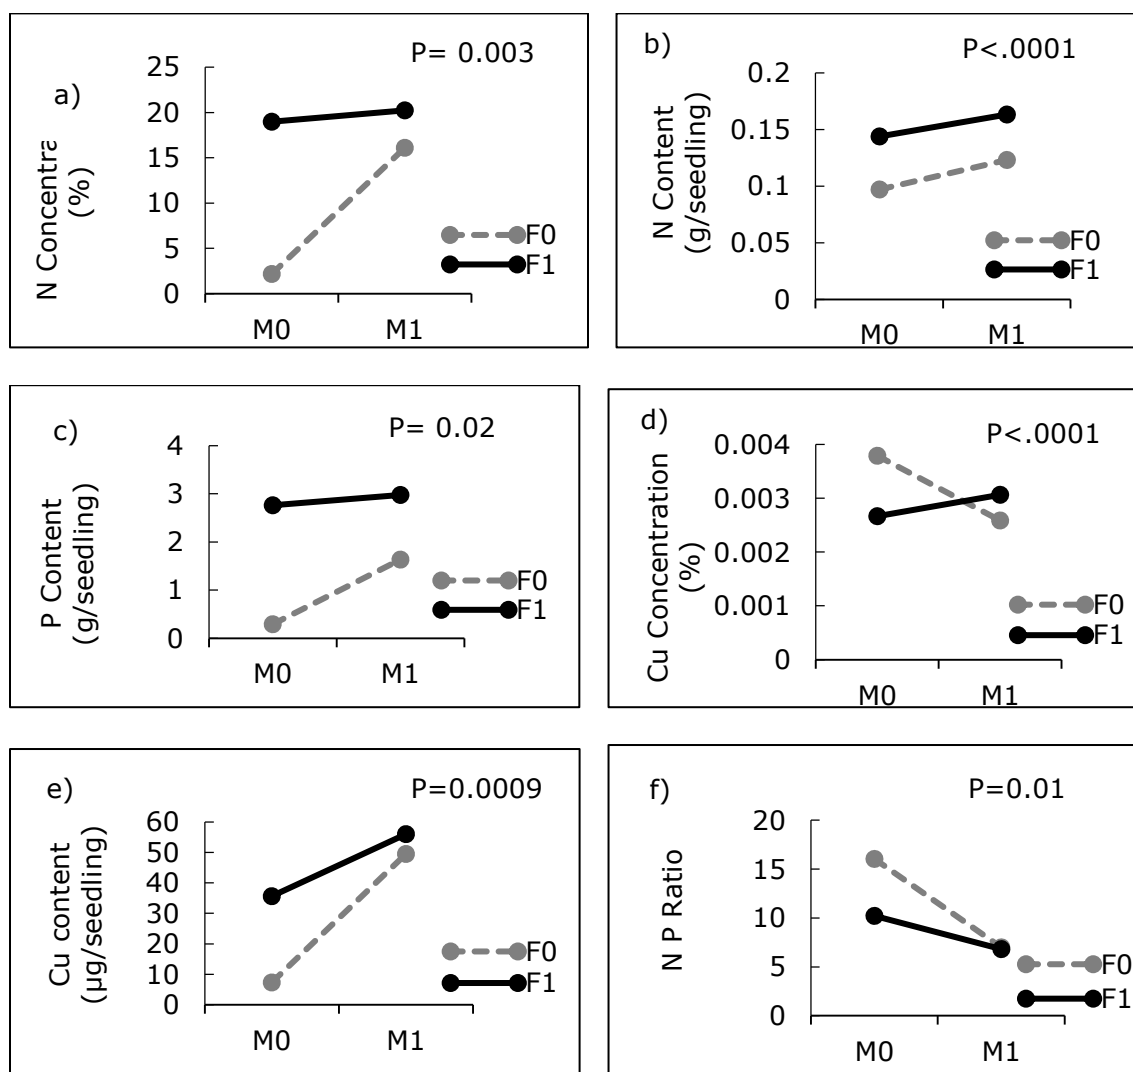 a)
P= 0.003
N Concentra
(%)
25
20
15
10
5
0
M0
M1
F0
F1
b)
P<.0001
N Content
(g/seedling)
0.2
0.15
0.1
0.05
0
M0
M1
F0
F1
c)
P= 0.02
P Content
(g/seedling)
4
3
2
1
0
M0
M1
F0
F1
d)
P<.0001
Cu Concentration
(%)
0.004
0.003
0.002
0.001
0
M0
M1
F0
F1
e)
P=0.0009
Cu content
(µg/seedling)
60
50
40
30
20
10
0
M0
M1
F0
F1
f)
P=0.01
N P Ratio
20
15
10
5
0
M0
M1
F0
F1